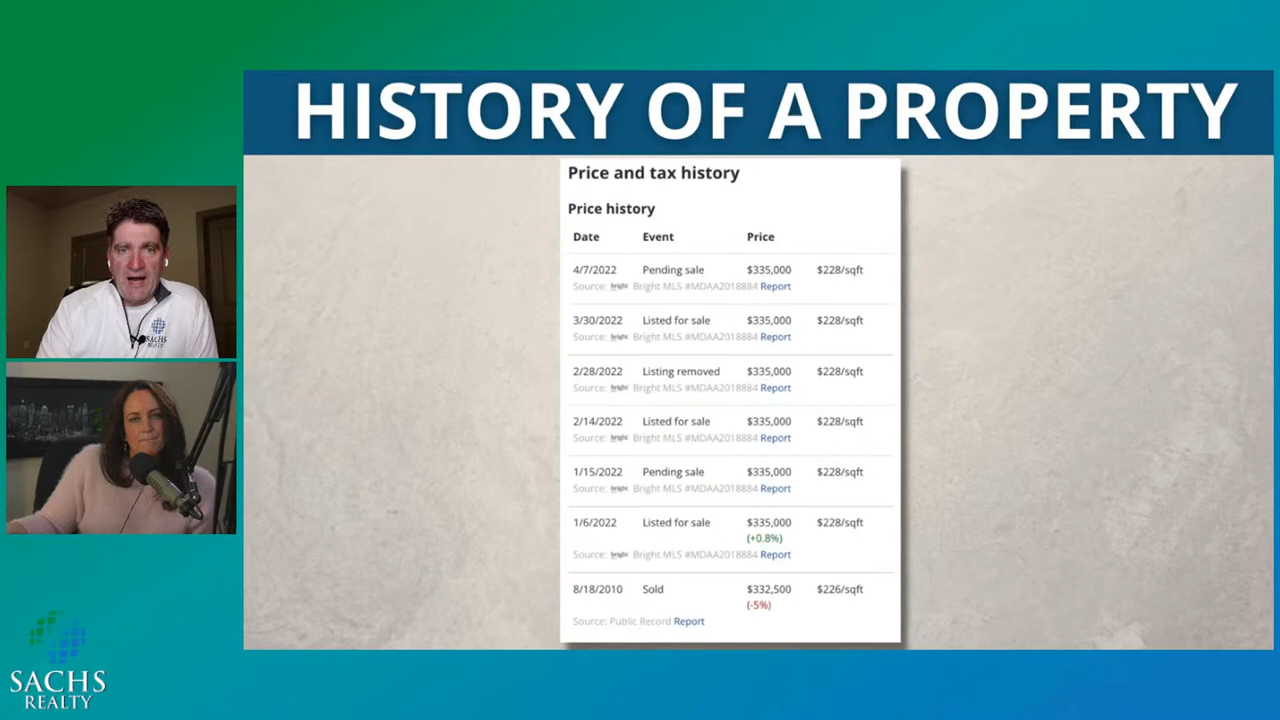 HISTORY OF A PROPERTY
Price and tax history
Price history
Date Event Price
4/7/2022 Pending sale $335,000 $228/sqft
Source: bright Bright MLS #MDAA2018884 Report
3/30/2022 Listed for sale $335,000 $228/sqft
Source: bright Bright MLS #MDAA2018884 Report
2/28/2022 Listing removed $335,000 $228/sqft
Source: bright Bright MLS #MDAA2018884 Report
2/14/2022 Listed for sale $335,000 $228/sqft
Source: bright Bright MLS #MDAA2018884 Report
1/15/2022 Pending sale $335,000 $228/sqft
Source: bright Bright MLS #MDAA2018884 Report
1/6/2022 Listed for sale $335,000 $228/sqft
(+0.8%)
Source: bright Bright MLS #MDAA2018884 Report
8/18/2010 Sold $332,500 $226/sqft
(-5%)
Source: Public Record Report
SACHS
REALTY
SACHS
REALTY